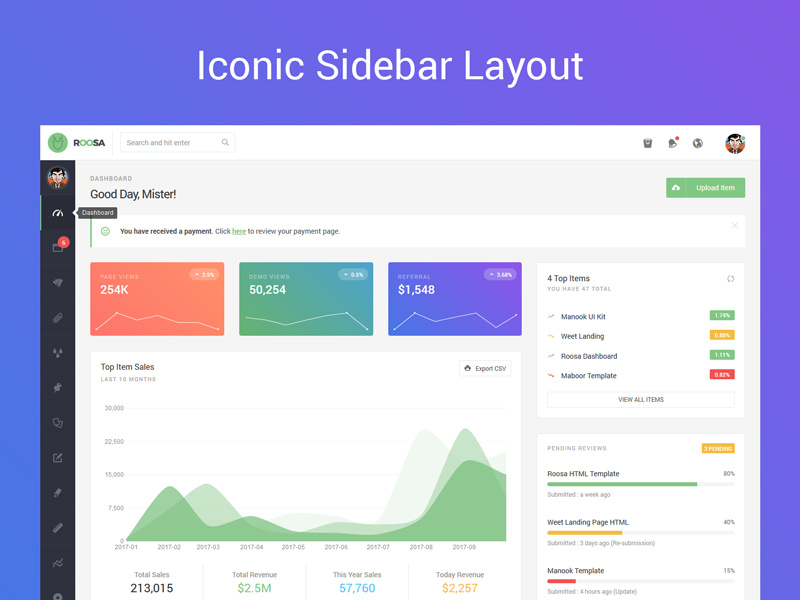 Iconic Sidebar Layout
ROOSA
Search and hit enter
DASHBOARD
Good Day, Mister!
Upload Item
Dashboard
You have received a payment. Click here to review your payment page.
6
PAGE VIEWS
2.5%
254K
DEMO VIEWS
0.5%
50,254
REFERRAL
3.68%
$1,548
4 Top Items
YOU HAVE 47 TOTAL
Manook UI Kit
1.74%
Weet Landing
0.88%
Roosa Dashboard
1.11%
Maboor Template
0.82%
VIEW ALL ITEMS
Top Item Sales
LAST 10 MONTHS
Export CSV
30,000
22,500
15,000
7,500
0
2017-01 2017-02 2017-03 2017-04 2017-05 2017-06 2017-07 2017-08 2017-09
Total Sales
213,015
Total Revenue
$2.5M
This Year Sales
57,760
Today Revenue
$2,257
PENDING REVIEWS
3 PENDING
Roosa HTML Template
80%
Submitted : a week ago
Weet Landing Page HTML
40%
Submitted : 3 days ago (Re-submission)
Manook Template
15%
Submitted : 4 hours ago (Update)